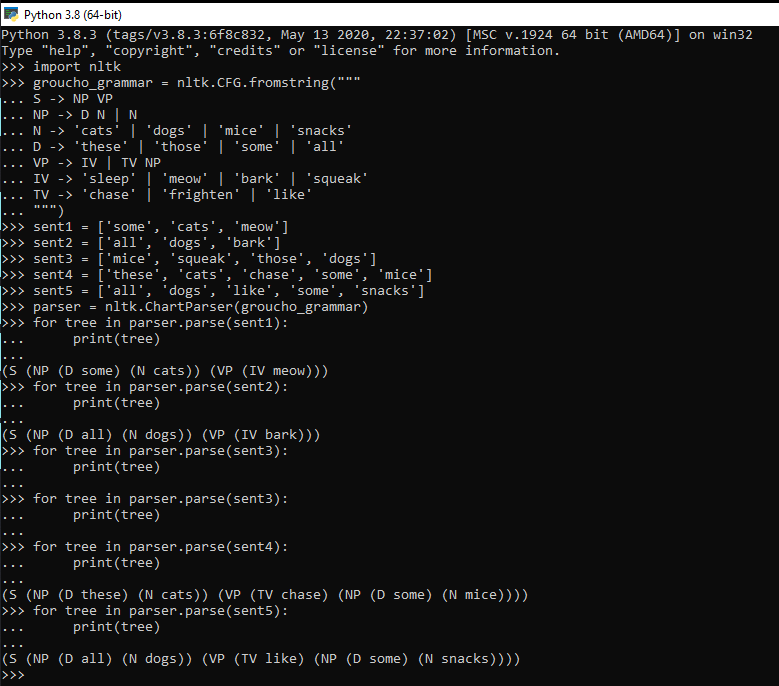 Python 3.8 (64-bit)
Python 3.8.3 (tags/v3.8.3:6f8c832, May 13 2020, 22:37:02) [MSC v.1924 64 bit (AMD64)] on win32
Type "help", "copyright", "credits" or "license" for more information.
>>> import nltk
>>> groucho_grammar = nltk.CFG.fromstring("""
... S -> NP VP
... NP -> D N | N
... N -> 'cats' | 'dogs' | 'mice' | 'snacks'
... D -> 'these' | 'those' | 'some' | 'all'
... VP -> IV | TV NP
... IV -> 'sleep' | 'meow' | 'bark' | 'squeak'
... TV -> 'chase' | 'frighten' | 'like'
... """)
>>> sent1 = ['some', 'cats', 'meow']
>>> sent2 = ['all', 'dogs', 'bark']
>>> sent3 = ['mice', 'squeak', 'those', 'dogs']
>>> sent4 = ['these', 'cats', 'chase', 'some', 'mice']
>>> sent5 = ['all', 'dogs', 'like', 'some', 'snacks']
>>> parser = nltk.ChartParser(groucho_grammar)
>>> for tree in parser.parse(sent1):
...      print(tree)
...
(S (NP (D some) (N cats)) (VP (IV meow)))
>>> for tree in parser.parse(sent2):
...      print(tree)
...
(S (NP (D all) (N dogs)) (VP (IV bark)))
>>> for tree in parser.parse(sent3):
...      print(tree)
...
>>> for tree in parser.parse(sent3):
...      print(tree)
...
>>> for tree in parser.parse(sent4):
...      print(tree)
...
(S (NP (D these) (N cats)) (VP (TV chase) (NP (D some) (N mice))))
>>> for tree in parser.parse(sent5):
...      print(tree)
...
(S (NP (D all) (N dogs)) (VP (TV like) (NP (D some) (N snacks))))
>>>